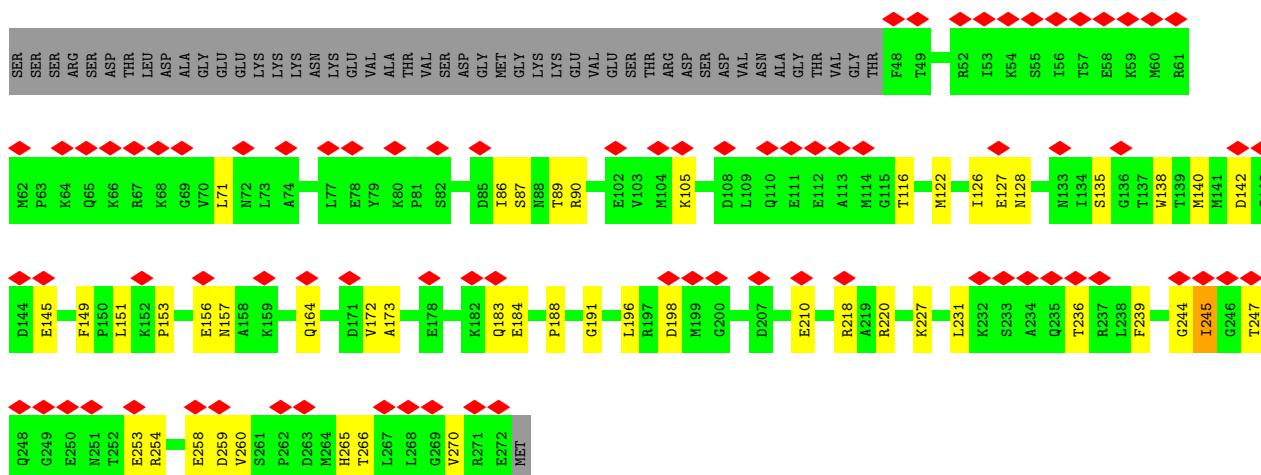 SER SER SER ARG SER ASP THR LEU ASP ALA GLY GLU GLU LYS LYS LYS ASN LYS GLU VAL ALA THR VAL SER ASP GLY MET GLY LYS LYS GLU VAL GLU SER THR ARG ASP SER ASP VAL ASN ALA GLY THR VAL GLY THR F48 T49 R52 I53 K54 S55 I56 T57 E58 K59 M60 R61
M62 P63 K64 Q65 K66 R67 K68 G69 V70 L71 N72 L73 A74 L77 E78 Y79 K80 P81 S82 D85 I86 S87 N88 T89 R90 E102 V103 M104 K105 D108 L109 Q110 E111 E112 A113 M114 G115 T116 M122 I126 E127 N128 N133 I134 S135 G136 T137 W138 T139 M140 M141 D142
D144 E145 F149 P150 L151 K152 P153 E156 N157 A158 K159 Q164 D171 V172 A173 E178 K182 Q183 E184 P188 G191 L196 R197 D198 M199 G200 D207 E210 R218 A219 R220 K227 L231 K232 S233 A234 Q235 T236 R237 L238 F239 G244 I245 G246 T247
Q248 G249 E250 N251 T252 E253 R254 E258 D259 V260 S261 P262 D263 M264 H265 T266 L267 L268 G269 V270 R271 E272 MET